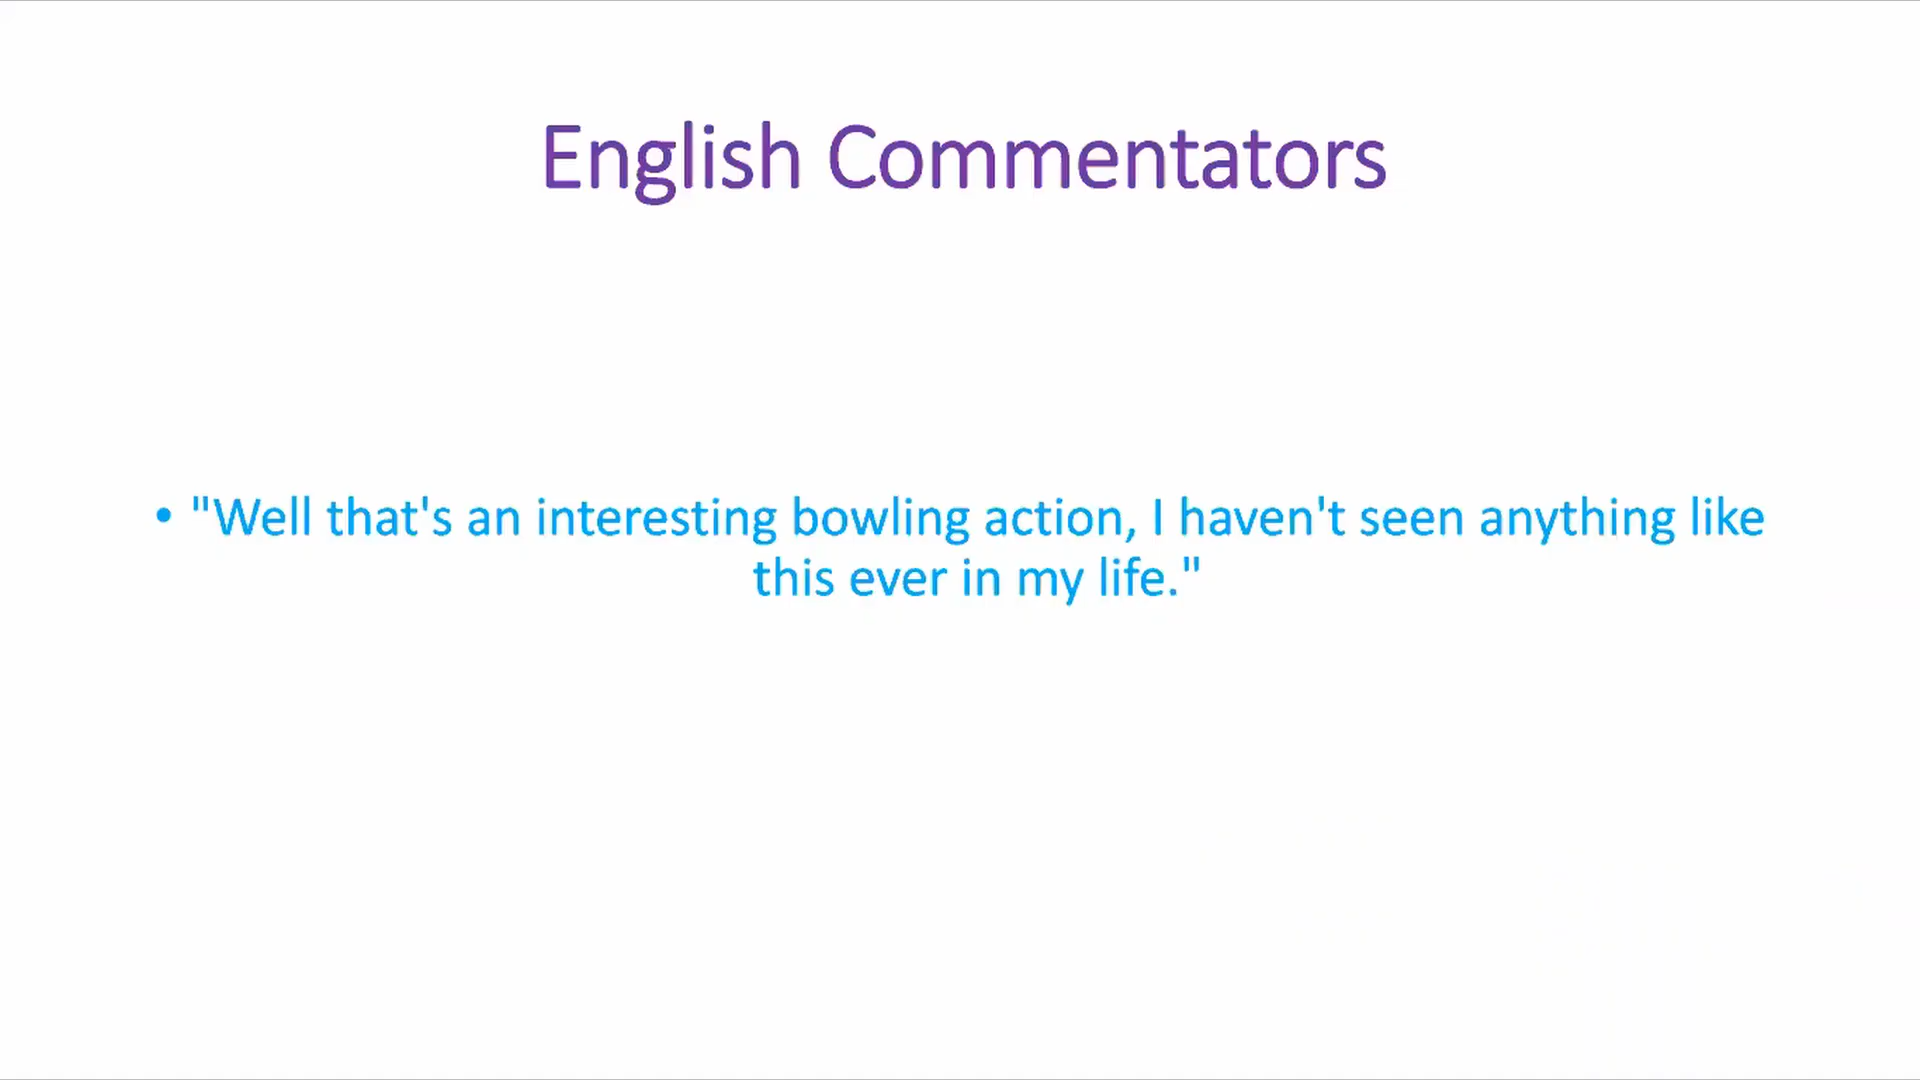 English Commentators
• "Well that's an interesting bowling action, I haven't seen anything like
this ever in my life."